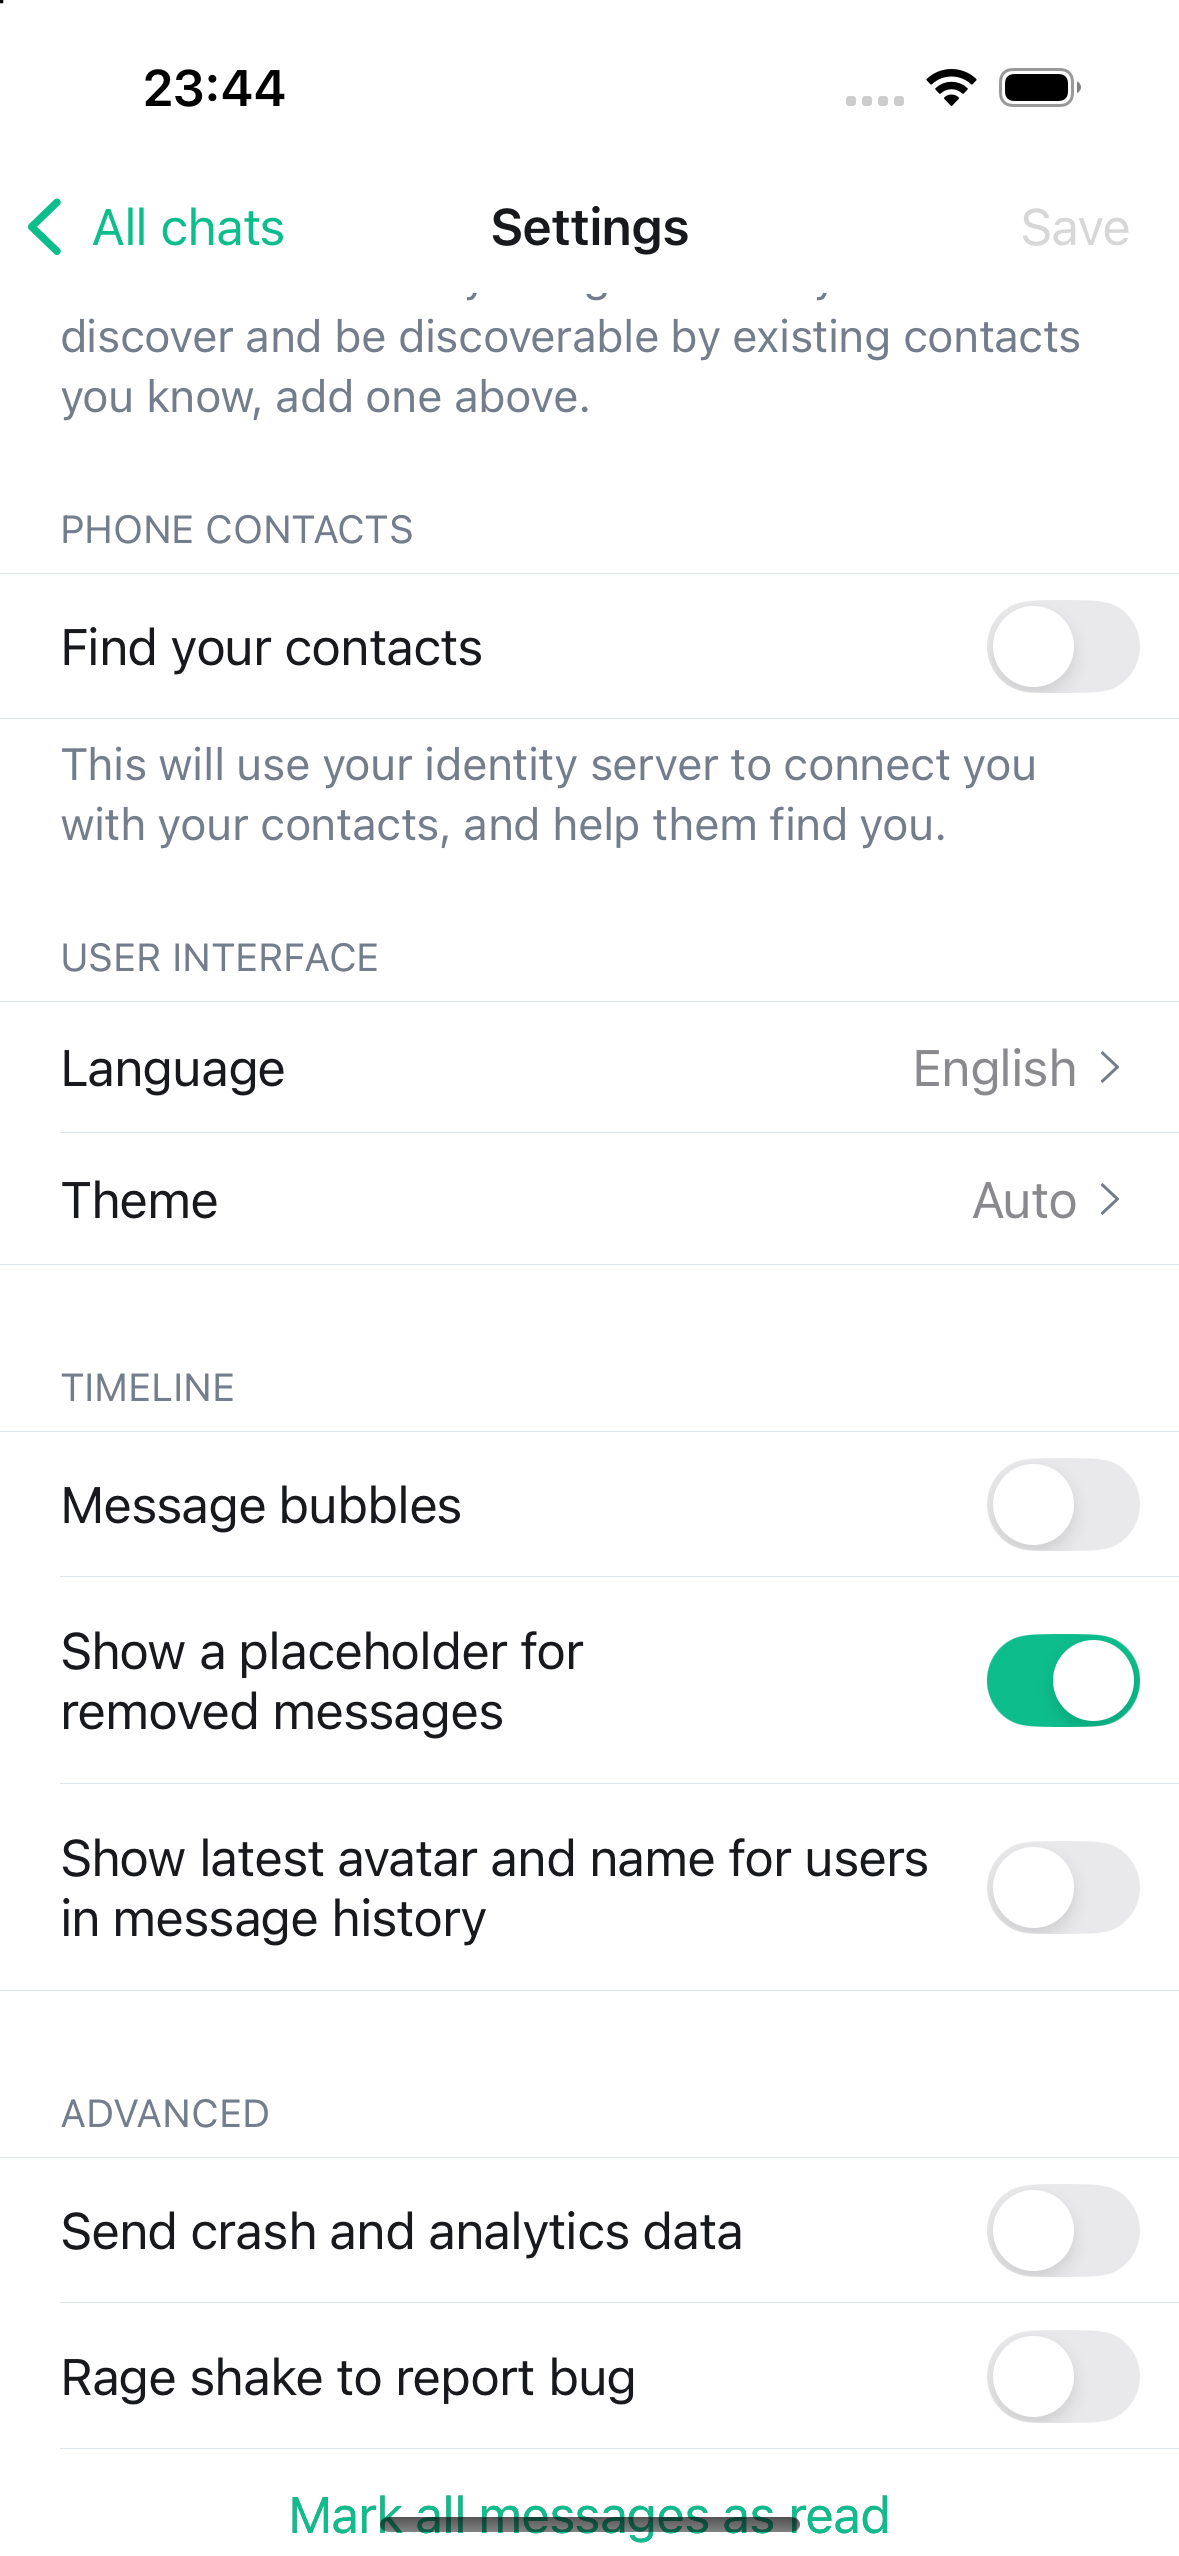 23:44
All chats
Settings
Save
discover and be discoverable by existing contacts
you know, add one above.
PHONE CONTACTS
Find your contacts
This will use your identity server to connect you
with your contacts, and help them find you.
USER INTERFACE
Language
English
Theme
Auto
TIMELINE
Message bubbles
Show a placeholder for
removed messages
Show latest avatar and name for users
in message history
ADVANCED
Send crash and analytics data
Rage shake to report bug
Mark all messages as read